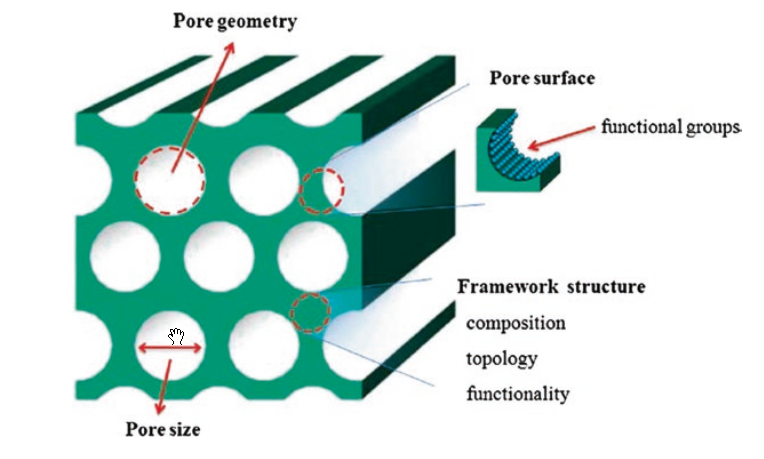 Pore geometry
Pore surface
functional groups.
Framework structure
composition
topology
functionality
Pore size